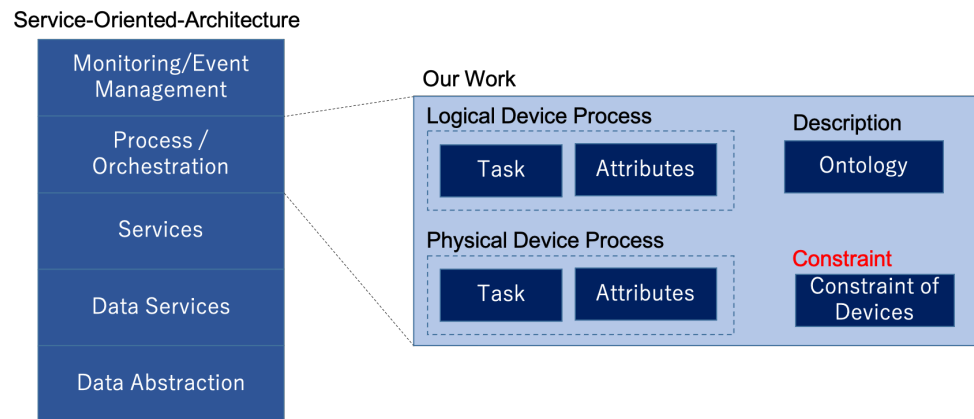 Service-Oriented-Architecture
Monitoring/Event
Management
Process /
Orchestration
Services
Data Services
Data Abstraction
Our Work
Logical Device Process
Task
Attributes
Physical Device Process
Task
Attributes
Description
Ontology
Constraint
Constraint of
Devices